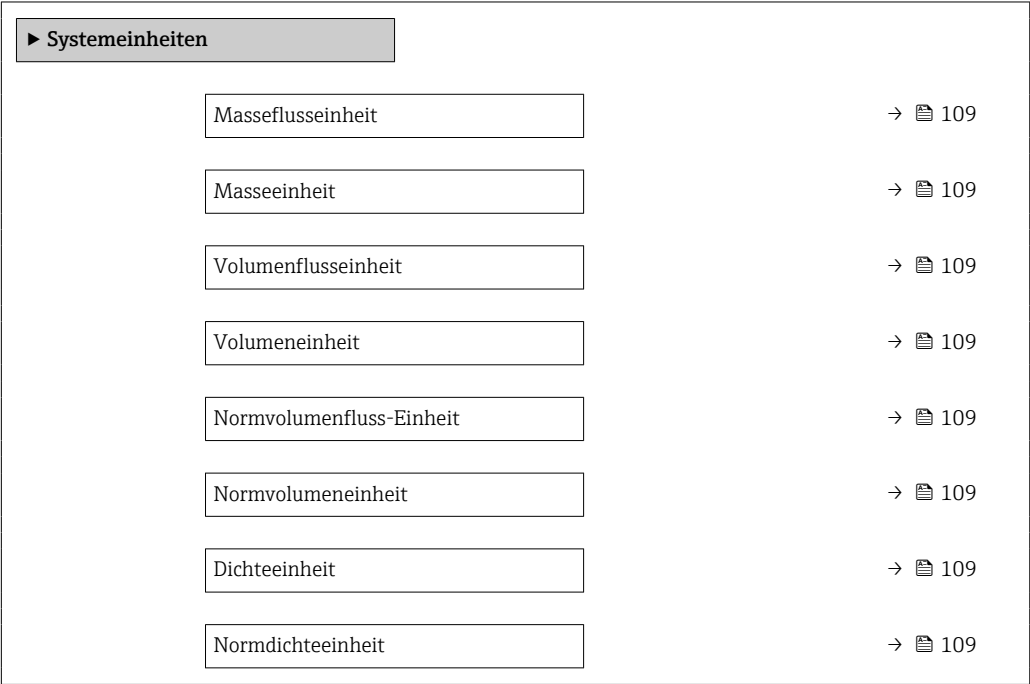 ▶ Systemeinheiten
Masseflusseinheit → 109
Masseeinheit → 109
Volumenflusseinheit → 109
Volumeneinheit → 109
Normvolumenfluss-Einheit → 109
Normvolumeneinheit → 109
Dichteeinheit → 109
Normdichteeinheit → 109